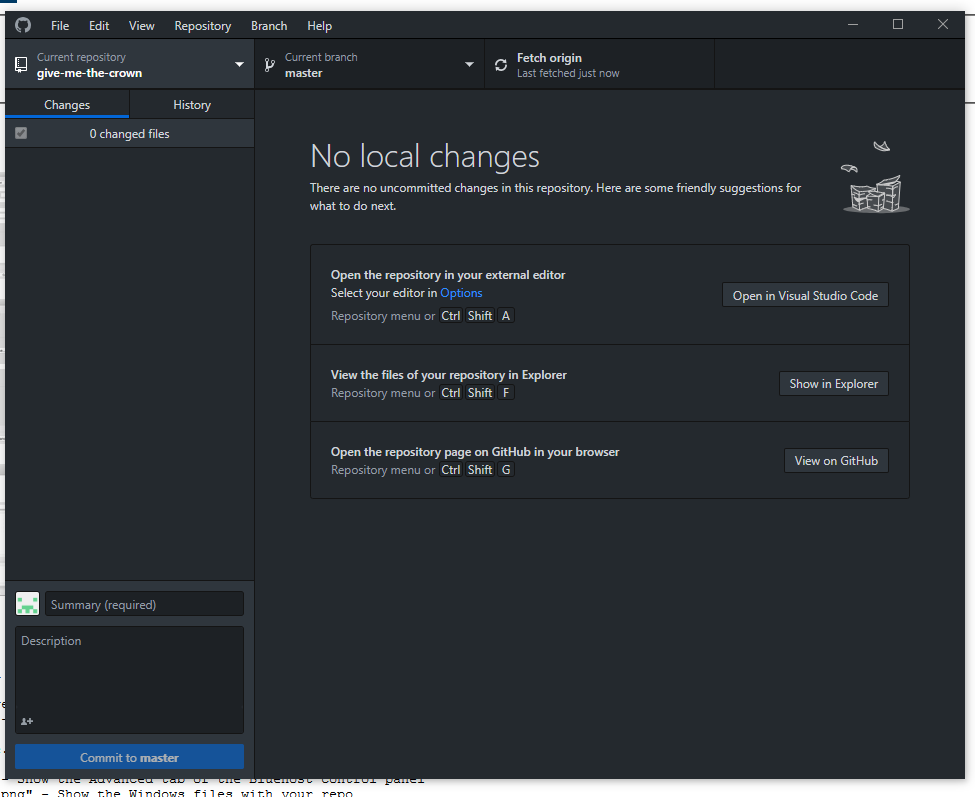 File Edit View Repository Branch Help
Current repository
give-me-the-crown
Current branch
master
Fetch origin
Last fetched just now
Changes History
0 changed files
No local changes
There are no uncommitted changes in this repository. Here are some friendly suggestions for
what to do next.
Open the repository in your external editor
Select your editor in Options
Repository menu or Ctrl Shift A
Open in Visual Studio Code
View the files of your repository in Explorer
Repository menu or Ctrl Shift F
Show in Explorer
Open the repository page on GitHub in your browser
Repository menu or Ctrl Shift G
View on GitHub
Summary (required)
Description
Commit to master
- Show the Advanced tab of the Bluehost control panel
png" - Show the Windows files with your repo